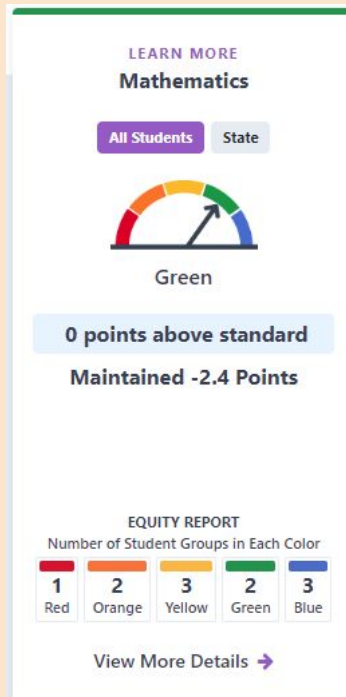 LEARN MORE
Mathematics
All Students State
Green
0 points above standard
Maintained -2.4 Points
EQUITY REPORT
Number of Student Groups in Each Color
1 2 3 2 3
Red Orange Yellow Green Blue
View More Details